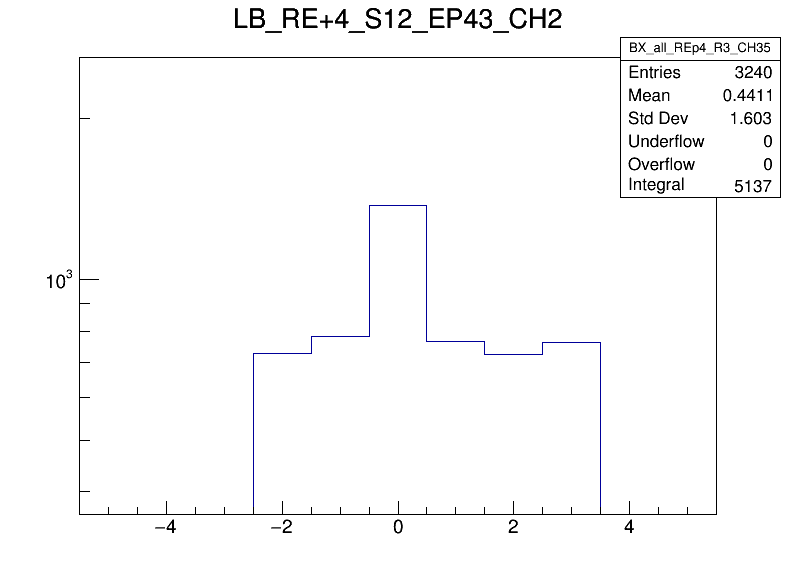 LB_RE+4_S12_EP43_CH2
BX_all_REp4_R3_CH35
Entries 3240
Mean 0.4411
Std Dev 1.603
Underflow 0
Overflow 0
Integral 5137
10³
−4 −2 0 2 4